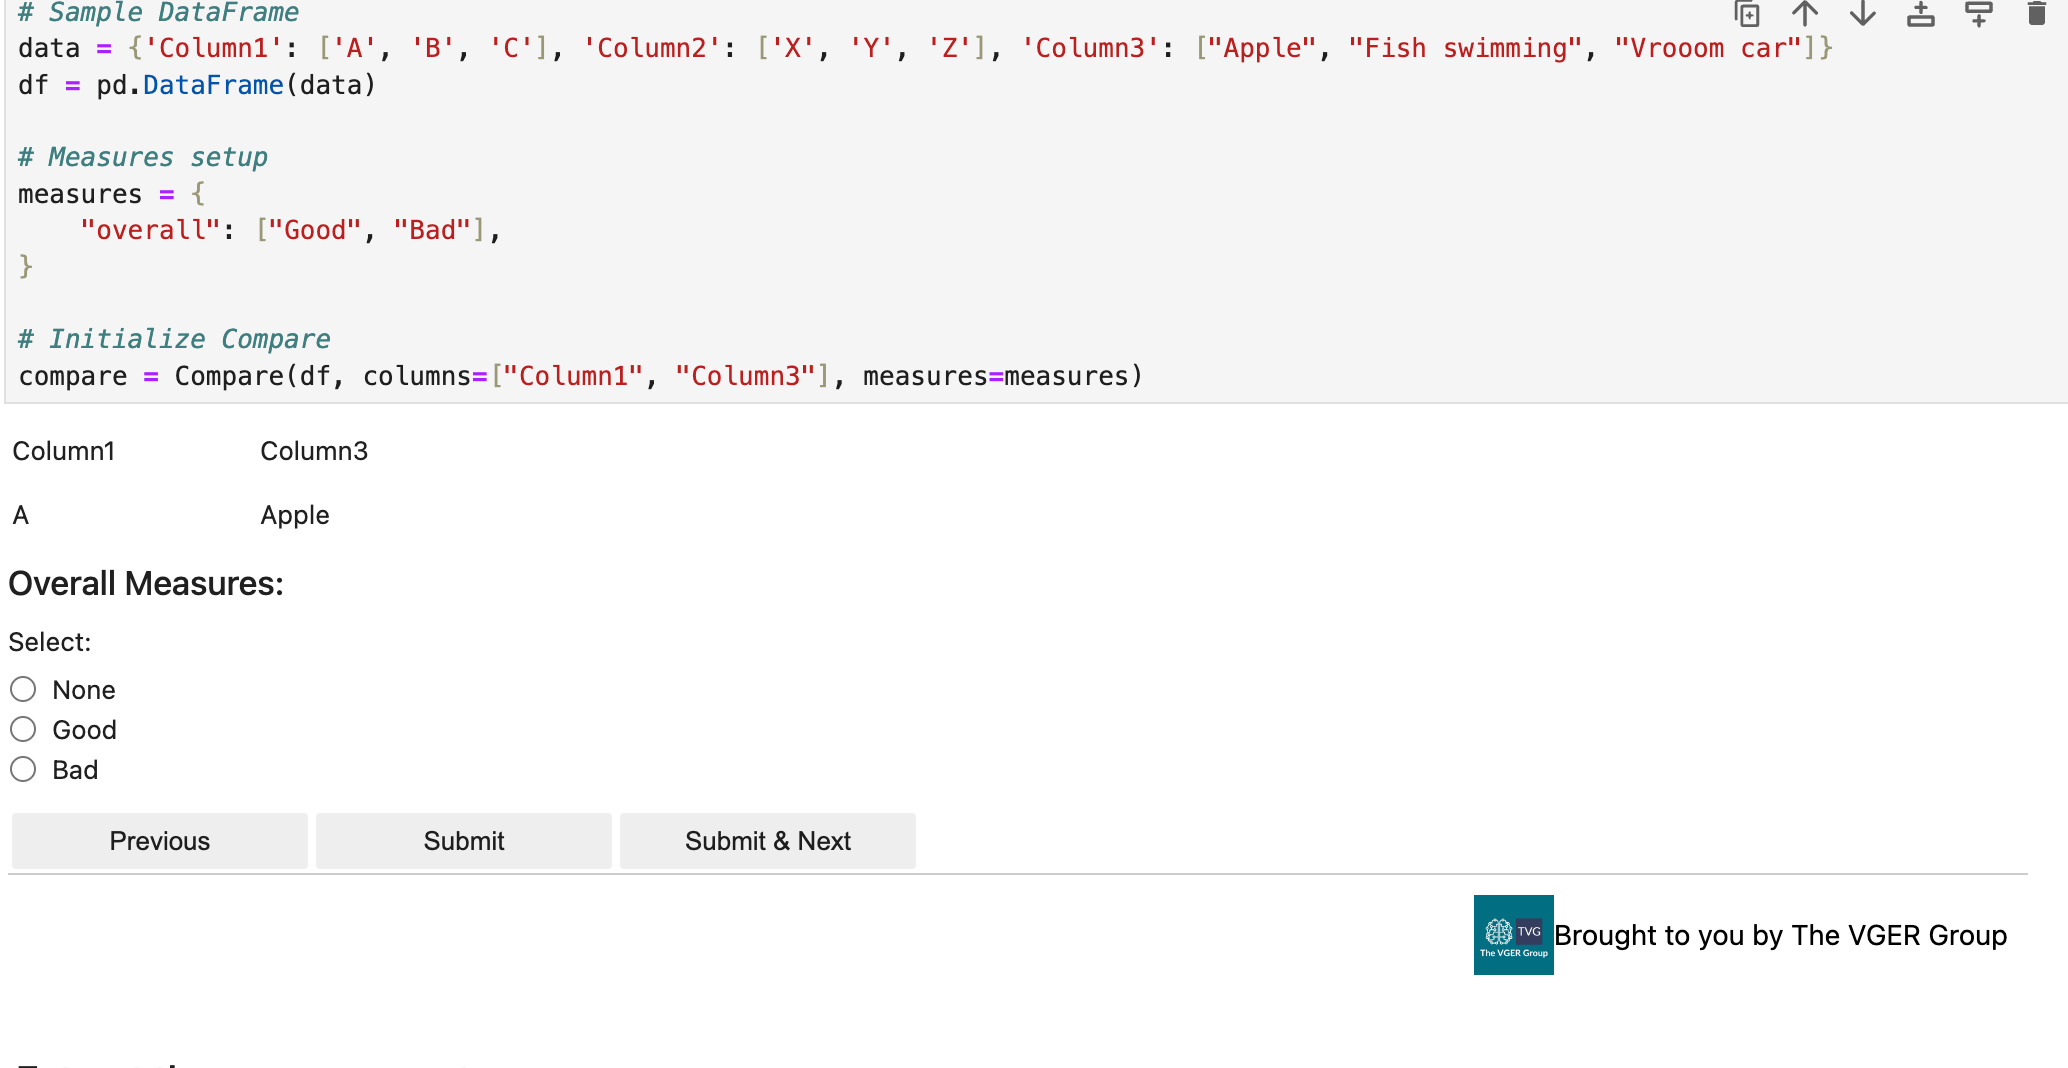 # Sample DataFrame
data = {'Column1': ['A', 'B', 'C'], 'Column2': ['X', 'Y', 'Z'], 'Column3': ["Apple", "Fish swimming", "Vrooom car"]}
df = pd.DataFrame(data)
# Measures setup
measures = {
    "overall": ["Good", "Bad"],
}
# Initialize Compare
compare = Compare(df, columns=["Column1", "Column3"], measures=measures)
Column1 Column3
A Apple
Overall Measures:
Select:
None
Good
Bad
Previous Submit Submit & Next
TVG
The VGER Group
Brought to you by The VGER Group